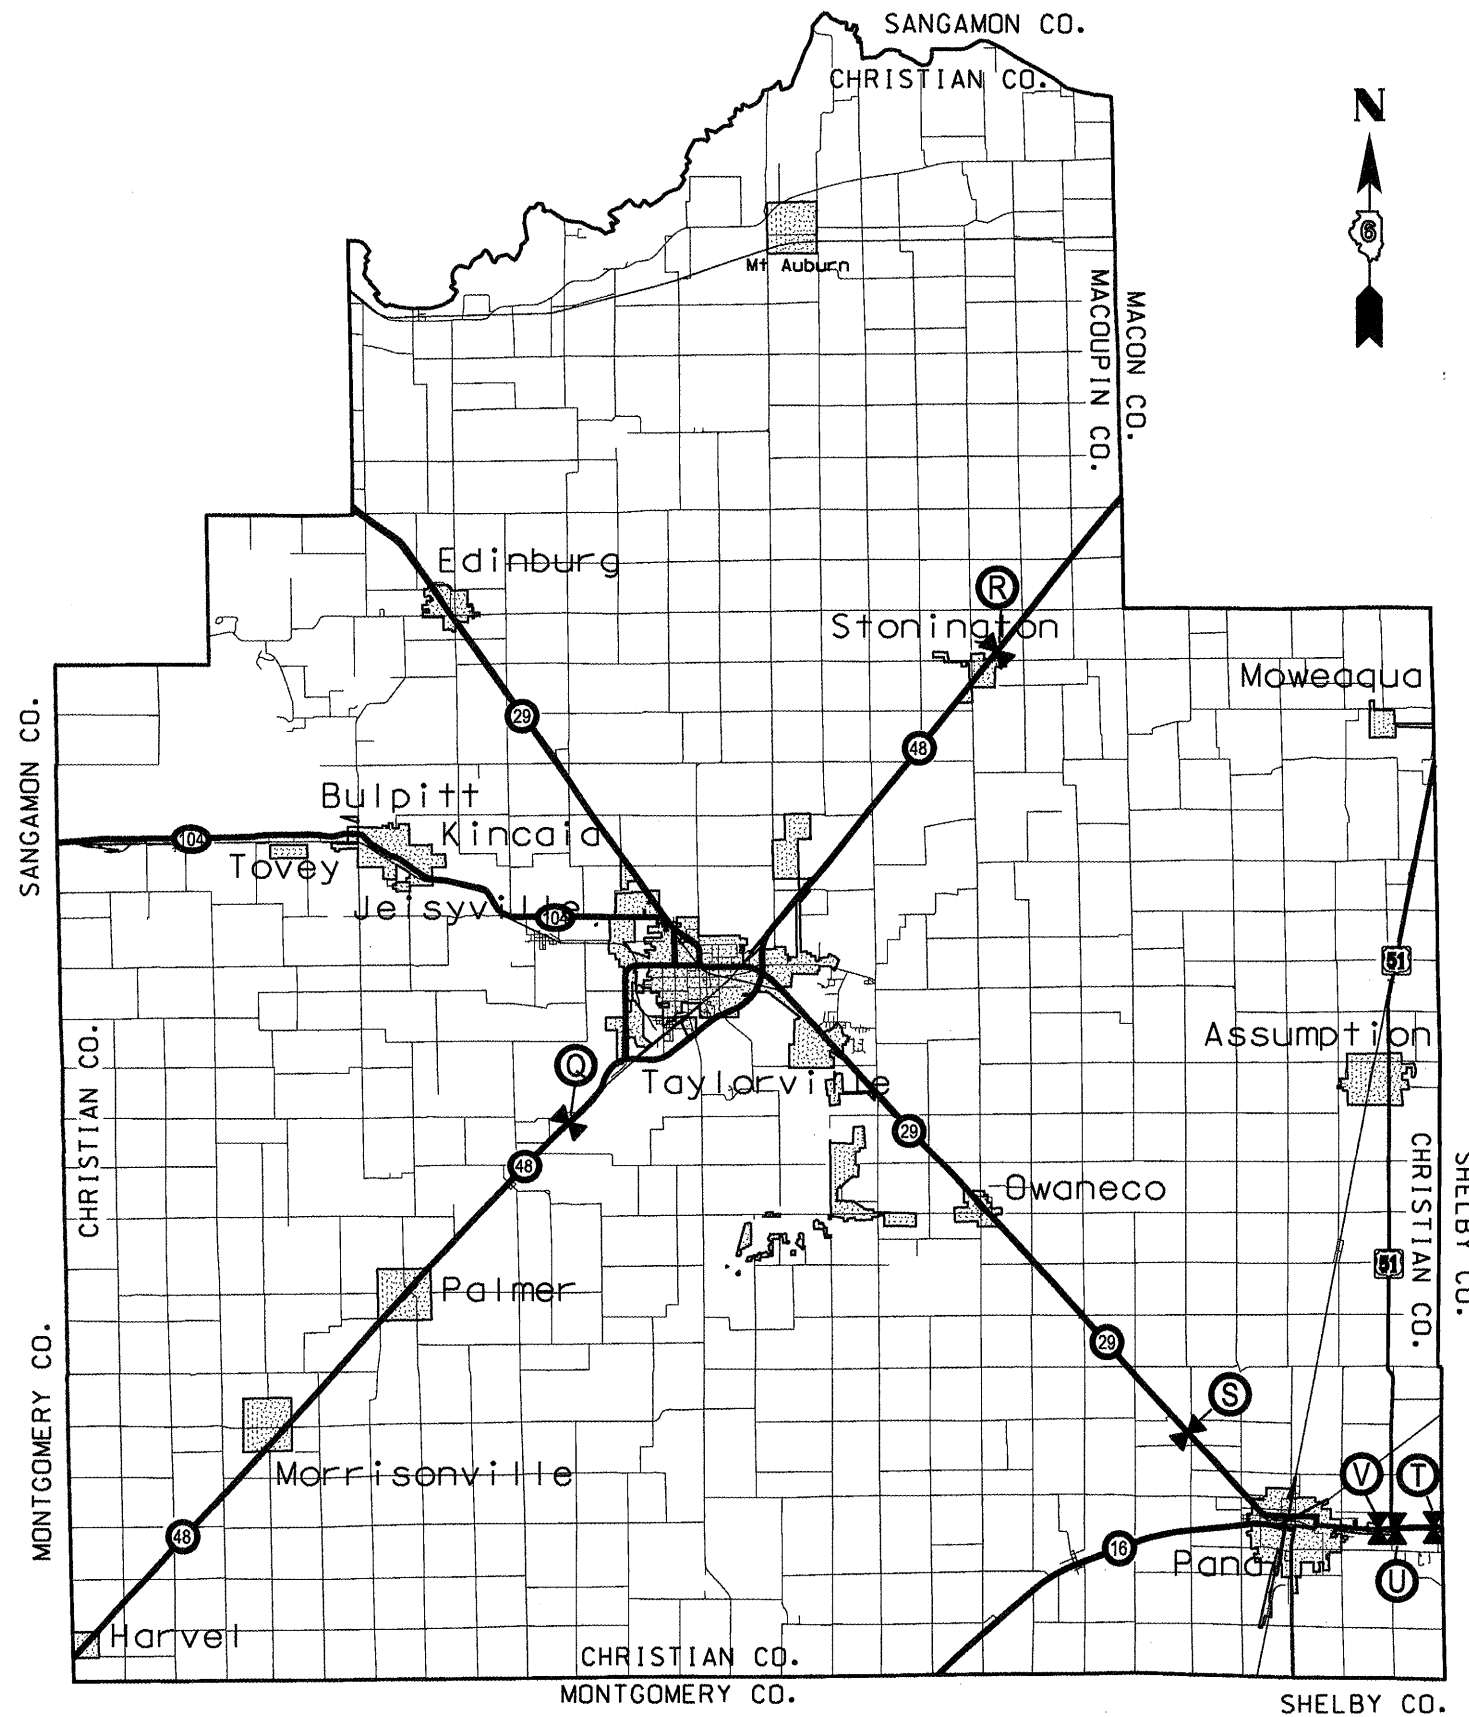 SANGAMON CO.
CHRISTIAN CO.
N
6
Mt Auburn
MACON CO.
MACOUPIN CO.
Edinburg
R
Stonington
Moweaqua
29
48
SANGAMON CO.
Bulpitt
Kincaid
104
Tovey
Jeisyville
104
51
Assumption
CHRISTIAN CO.
Q
Taylorville
29
48
Owaneco
CHRISTIAN CO.
SHELBY CO.
51
Palmer
29
MONTGOMERY CO.
S
Morrisonville
V
T
48
16
Pana
U
Harvel
CHRISTIAN CO.
MONTGOMERY CO.
SHELBY CO.